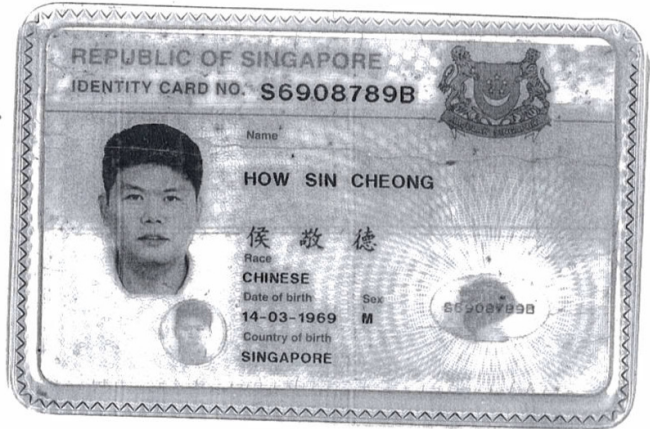 REPUBLIC OF SINGAPORE
IDENTITY CARD NO. S6908789B
Name
HOW SIN CHEONG
侯 敬 德
Race
CHINESE
Date of birth Sex
14-03-1969 M
Country of birth
SINGAPORE
S6908789B